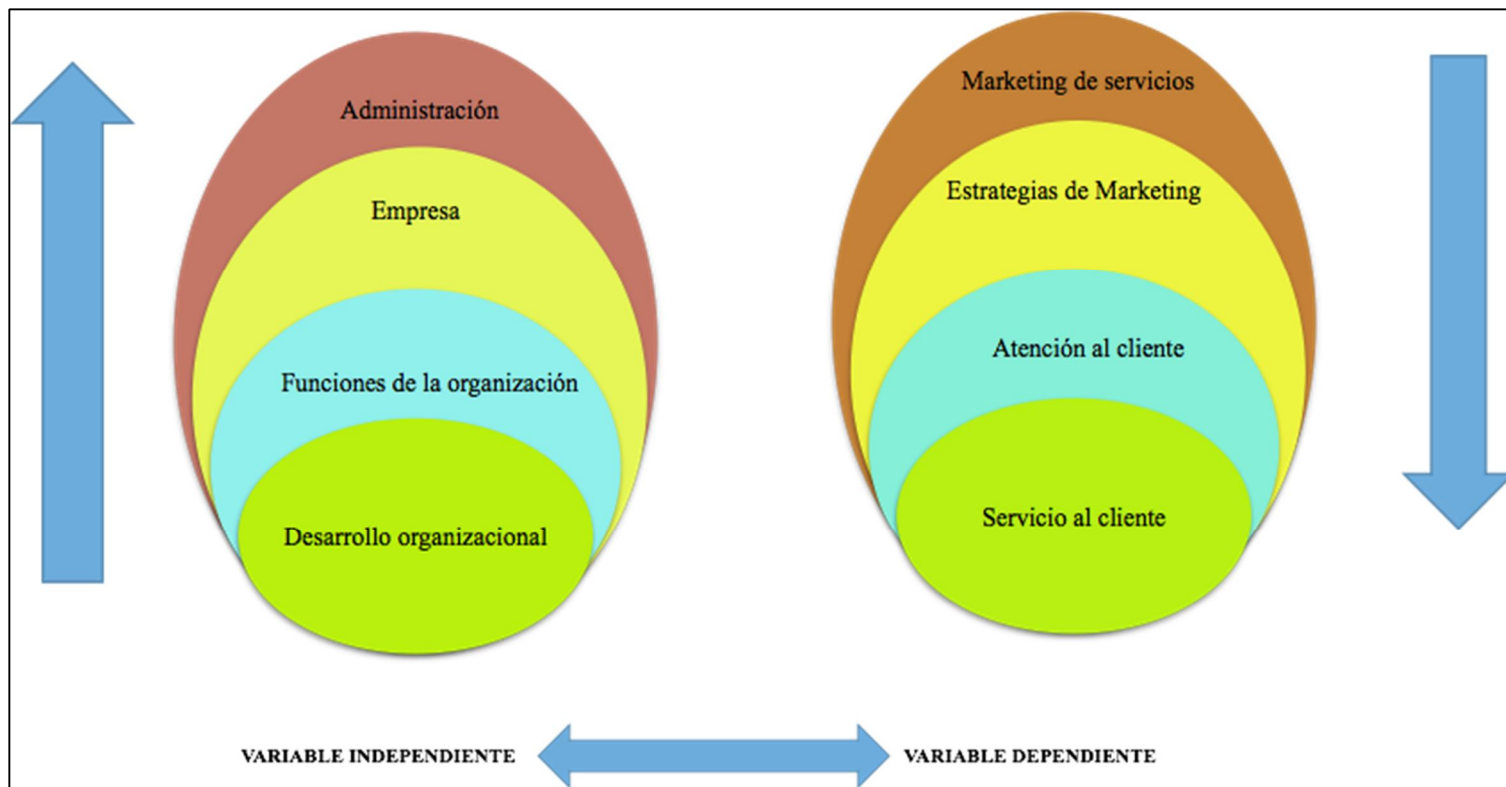 Administración
Empresa
Funciones de la organización
Desarrollo organizacional
Marketing de servicios
Estrategias de Marketing
Atención al cliente
Servicio al cliente
VARIABLE INDEPENDIENTE
VARIABLE DEPENDIENTE